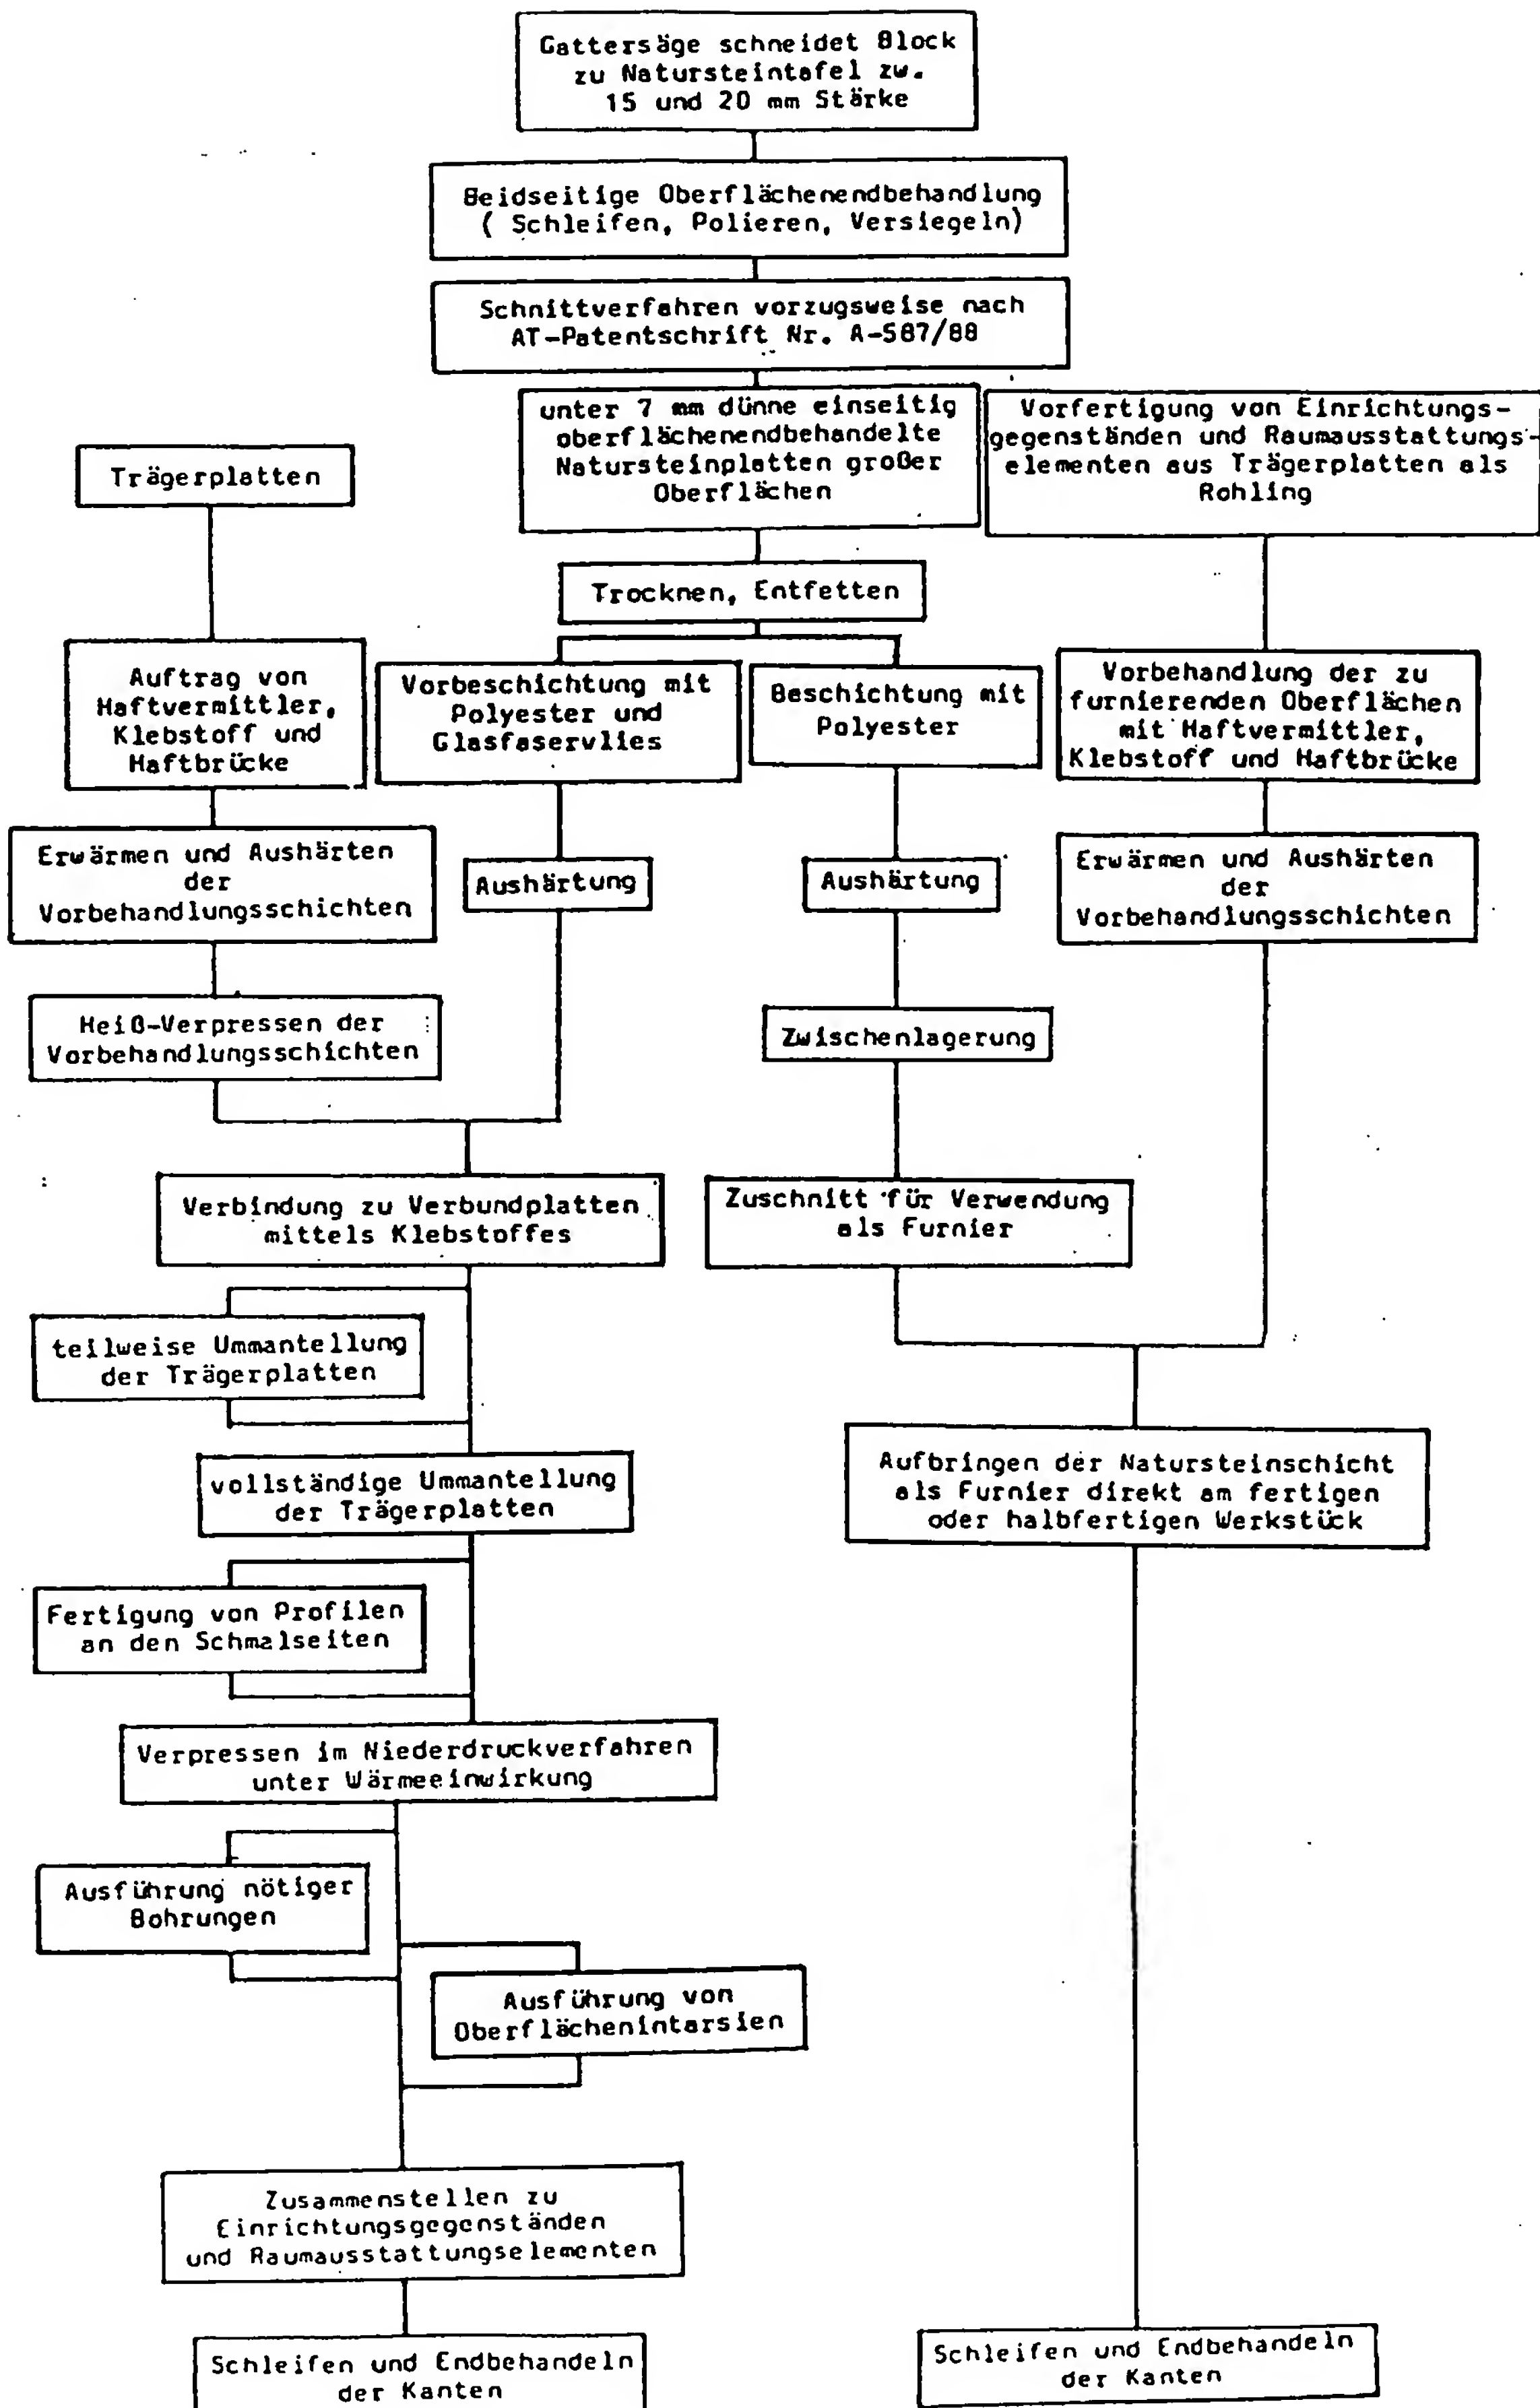 Gattersäge schneidet Block
zu Natursteintafel zw.
15 und 20 mm Stärke
Beidseitige Oberflächenendbehandlung
( Schleifen, Polieren, Versiegeln)
Schnittverfahren vorzugsweise nach
AT-Patentschrift Nr. A-587/88
unter 7 mm dünne einseitig
oberflächenendbehandelte
Natursteinplatten großer
Oberflächen
Vorfertigung von Einrichtungs-
gegenständen und Raumausstattungs-
elementen aus Trägerplatten als
Rohling
Trägerplatten
Trocknen, Entfetten
Auftrag von
Haftvermittler,
Klebstoff und
Haftbrücke
Vorbeschichtung mit
Polyester und
Glasfaservlies
Beschichtung mit
Polyester
Vorbehandlung der zu
furnierenden Oberflächen
mit Haftvermittler,
Klebstoff und Haftbrücke
Erwärmen und Aushärten
der
Vorbehandlungsschichten
Aushärtung
Aushärtung
Erwärmen und Aushärten
der
Vorbehandlungsschichten
Heiß-Verpressen der
Vorbehandlungsschichten
Zwischenlagerung
Verbindung zu Verbundplatten
mittels Klebstoffes
Zuschnitt für Verwendung
als Furnier
teilweise Ummantellung
der Trägerplatten
vollständige Ummantellung
der Trägerplatten
Aufbringen der Natursteinschicht
als Furnier direkt am fertigen
oder halbfertigen Werkstück
Fertigung von Profilen
an den Schmalseiten
Verpressen im Niederdruckverfahren
unter Wärmeeinwirkung
Ausführung nötiger
Bohrungen
Ausführung von
Oberflächenintarsien
Zusammenstellen zu
Einrichtungsgegenständen
und Raumausstattungselementen
Schleifen und Endbehandeln
der Kanten
Schleifen und Endbehandeln
der Kanten